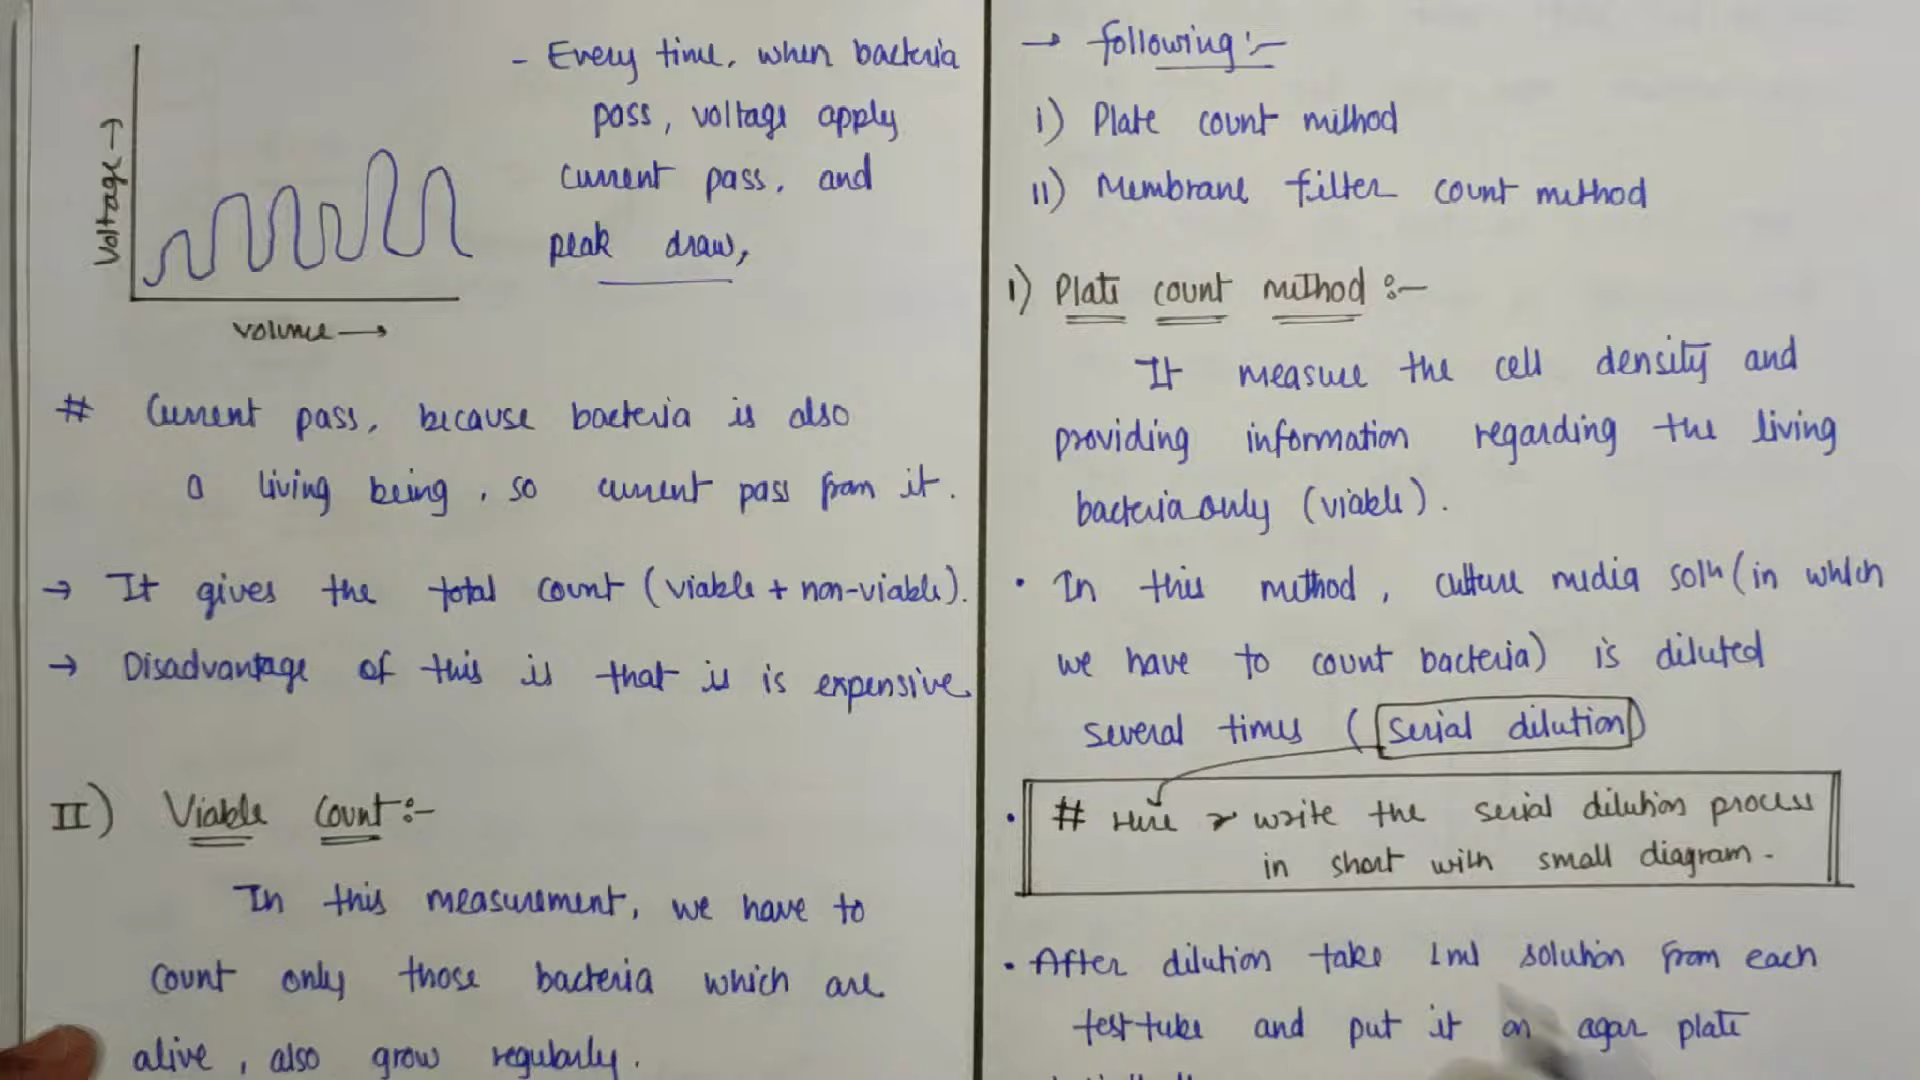 Voltage →
volume →
- Every time, when bacteria
pass, voltage apply
current pass, and
peak draw,
# Current pass, because bacteria is also
a living being, so current pass from it.
→ It gives the total count (viable + non-viable).
→ Disadvantage of this is that is is expensive
II) Viable Count:-
In this measurement, we have to
count only those bacteria which are
alive, also grow regularly.
→ following:-
i) Plate count method
ii) Membrane filter count method
i) Plate count method :-
It measure the cell density and
providing information regarding the living
bacteria only (viable).
• In this method, culture media solⁿ (in which
we have to count bacteria) is diluted
several times (serial dilution)
• # Here write the serial dilution process
in short with small diagram.
• After dilution take 1ml solution from each
test tube and put it on agar plate